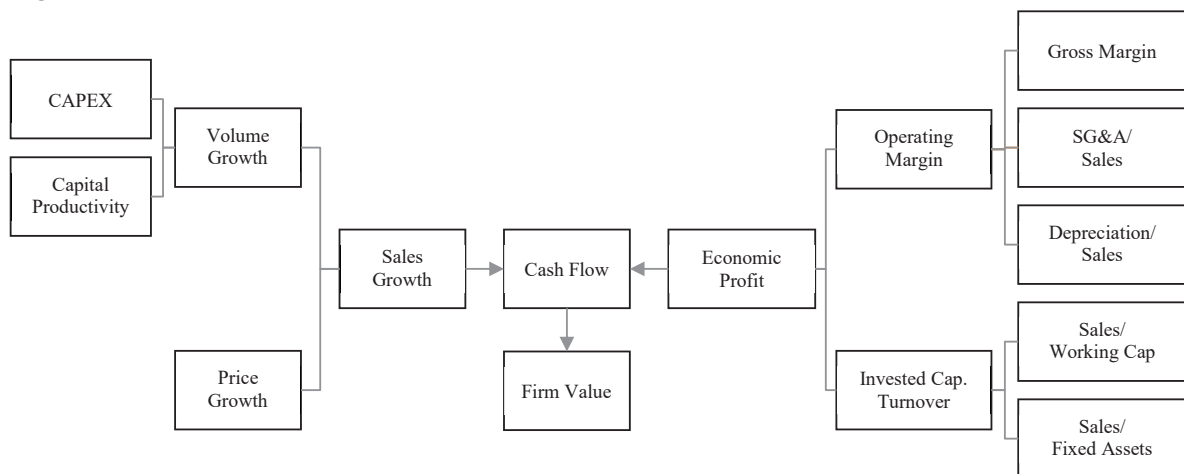 CAPEX
Capital
Productivity
Volume
Growth
Price
Growth
Sales
Growth
Cash Flow
Firm Value
Economic
Profit
Operating
Margin
Invested Cap.
Turnover
Gross Margin
SG&A/
Sales
Depreciation/
Sales
Sales/
Working Cap
Sales/
Fixed Assets